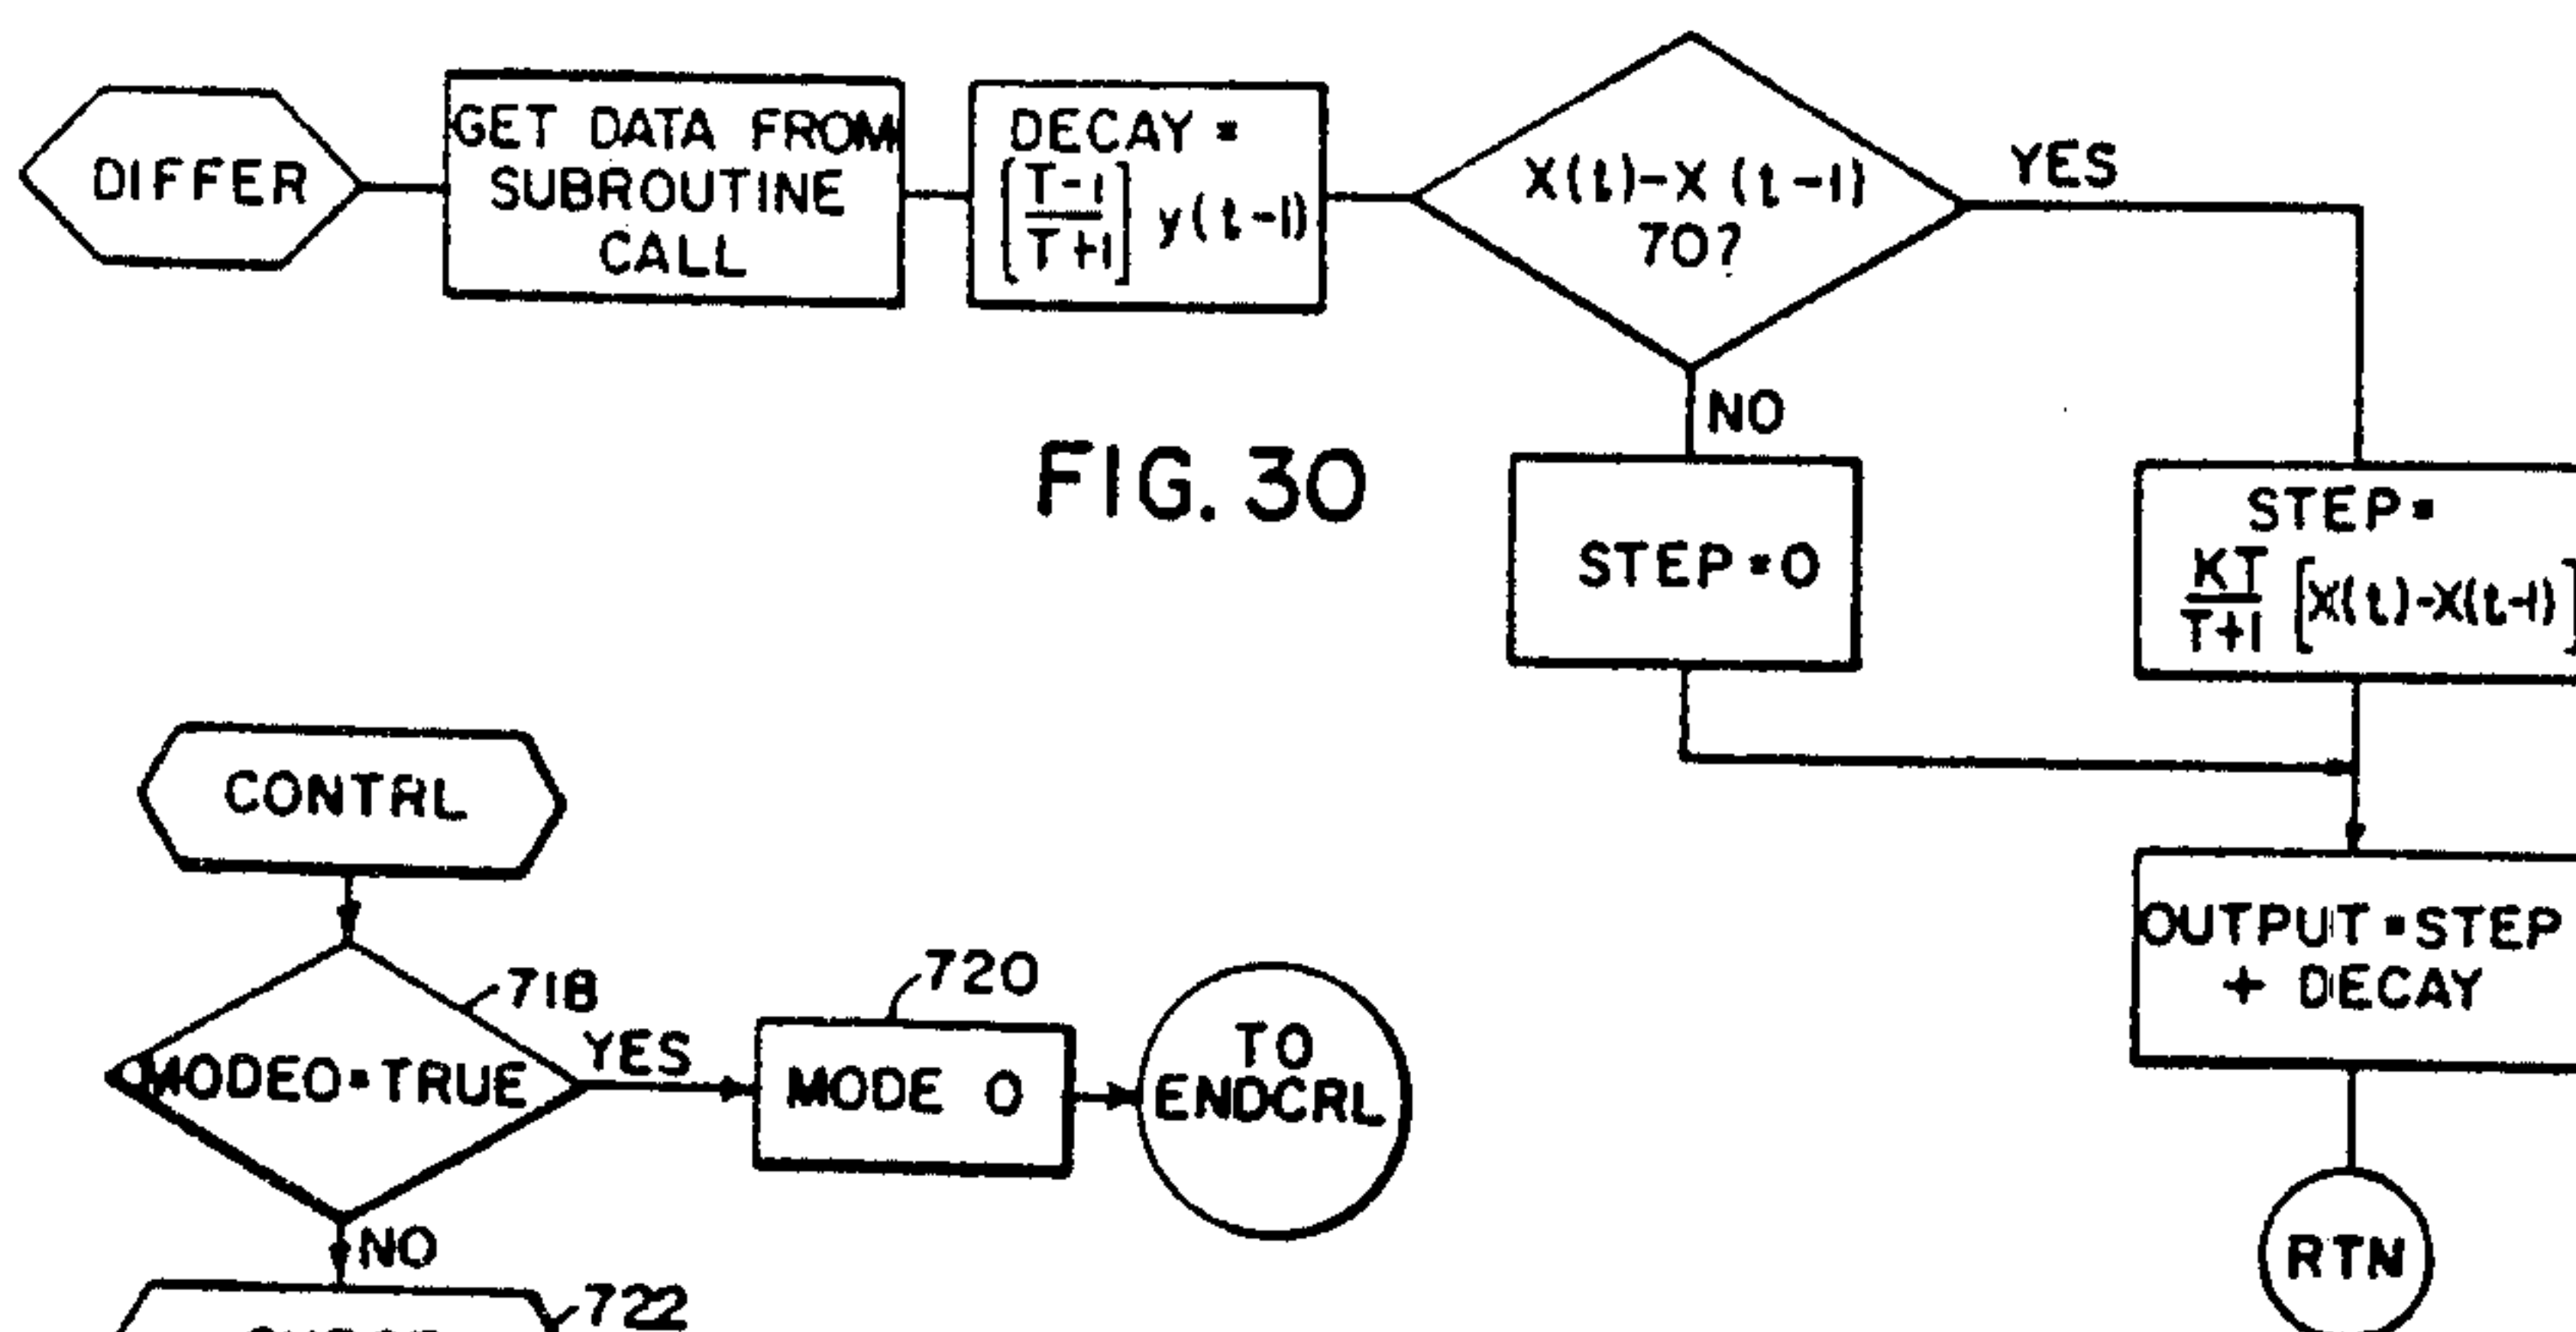 DIFFER
GET DATA FROM
SUBROUTINE
CALL
DECAY =
[T-1
T+1] y(t-1)
X(t)-X(t-1)
70?
YES
NO
FIG. 30
STEP=0
STEP=
KT
T+1 [X(t)-X(t-1)]
OUTPUT=STEP
+ DECAY
RTN
CONTRL
718
MODE0=TRUE
YES
720
MODE 0
TO
ENDCRL
NO
722